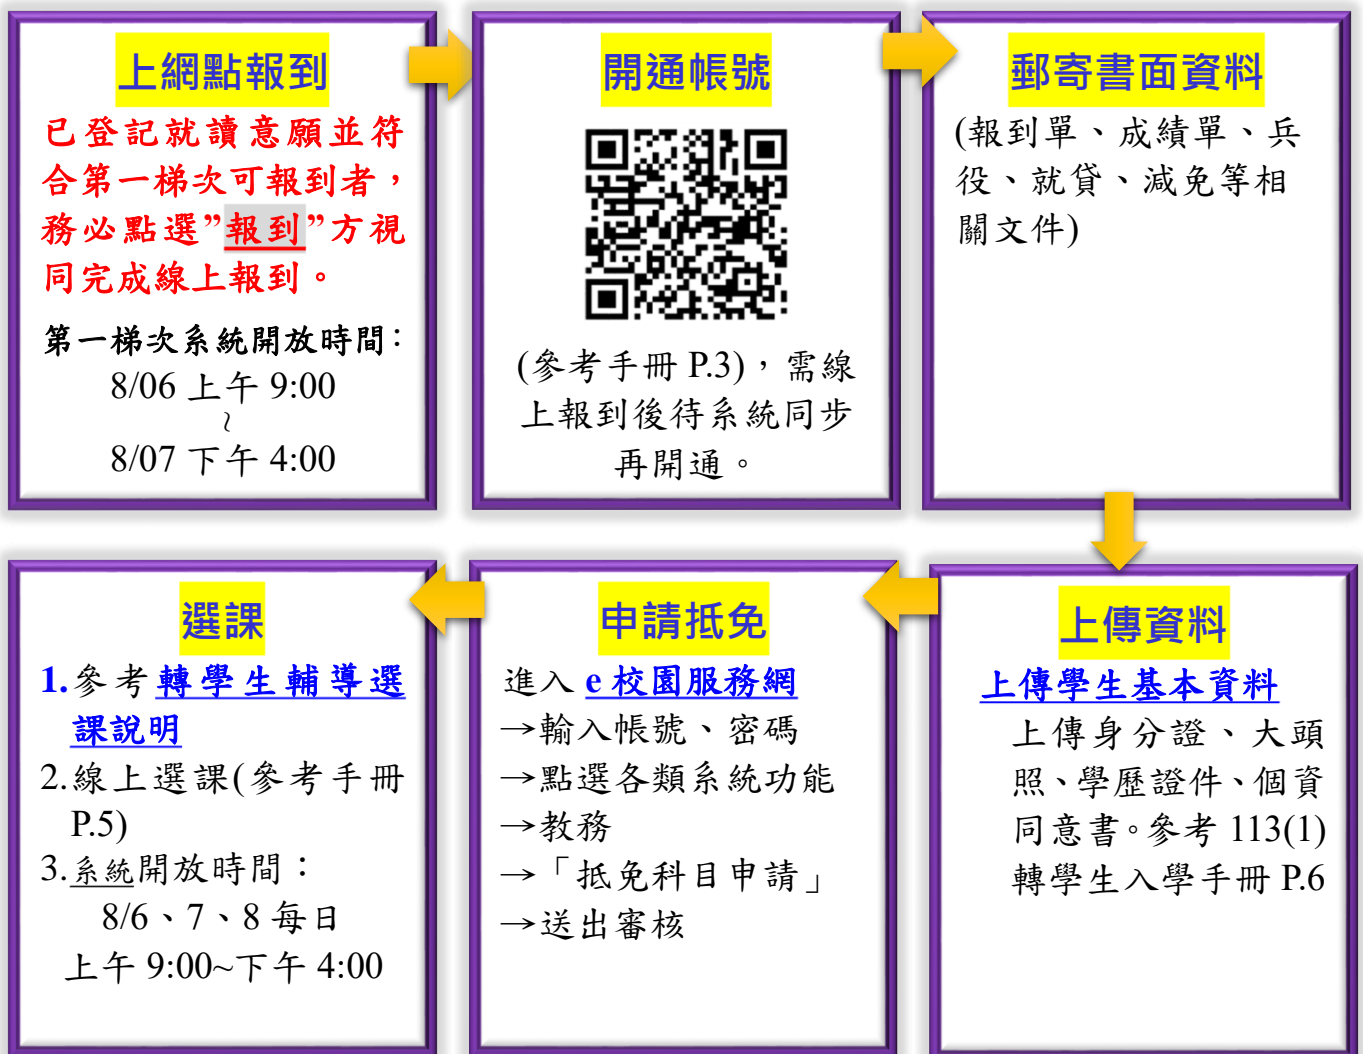 上網點報到
已登記就讀意願並符
合第一梯次可報到者，
務必點選”報到”方視
同完成線上報到。
第一梯次系統開放時間：
8/06 上午 9:00
~
8/07 下午 4:00
開通帳號
(參考手冊 P.3)，需線
上報到後待系統同步
再開通。
郵寄書面資料
(報到單、成績單、兵
役、就貸、減免等相
關文件)
上傳資料
上傳學生基本資料
上傳身分證、大頭
照、學歷證件、個資
同意書。參考 113(1)
轉學生入學手冊 P.6
申請抵免
進入 e 校園服務網
→輸入帳號、密碼
→點選各類系統功能
→教務
→「抵免科目申請」
→送出審核
選課
1.參考轉學生輔導選
課說明
2.線上選課(參考手冊
P.5)
3.系統開放時間：
8/6、7、8 每日
上午 9:00~下午 4:00